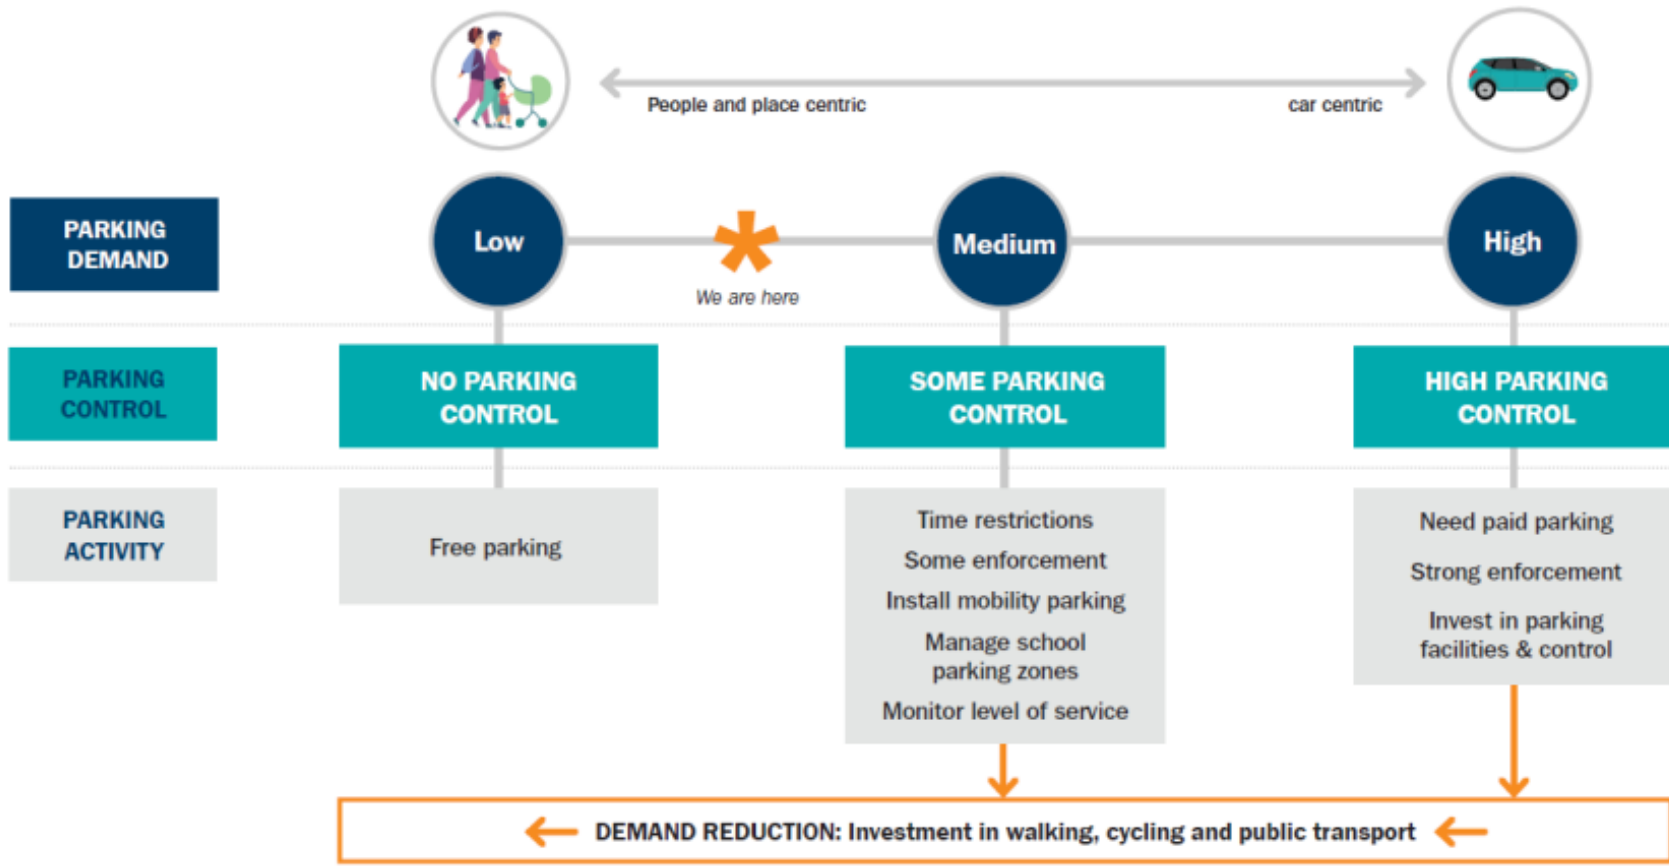 People and place centric
car centric
PARKING
DEMAND
Low
Medium
High
We are here
PARKING
CONTROL
NO PARKING
CONTROL
SOME PARKING
CONTROL
HIGH PARKING
CONTROL
PARKING
ACTIVITY
Free parking
Time restrictions
Some enforcement
Install mobility parking
Manage school
parking zones
Monitor level of service
Need paid parking
Strong enforcement
Invest in parking
facilities & control
DEMAND REDUCTION: Investment in walking, cycling and public transport